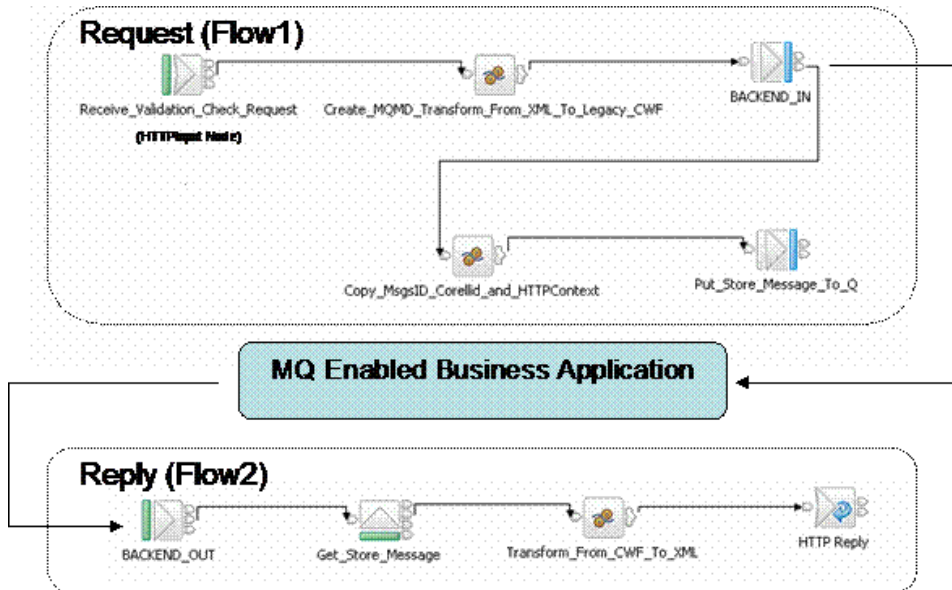 Request (Flow1)
Receive_Validation_Check_Request
(HTTPInput Node)
Create_MQMD_Transform_From_XML_To_Legacy_CWF
BACKEND_IN
Copy_MsgsID_Corellid_and_HTTPContext
Put_Store_Message_To_Q
MQ Enabled Business Application
Reply (Flow2)
BACKEND_OUT
Get_Store_Message
Transform_From_CWF_To_XML
HTTP Reply